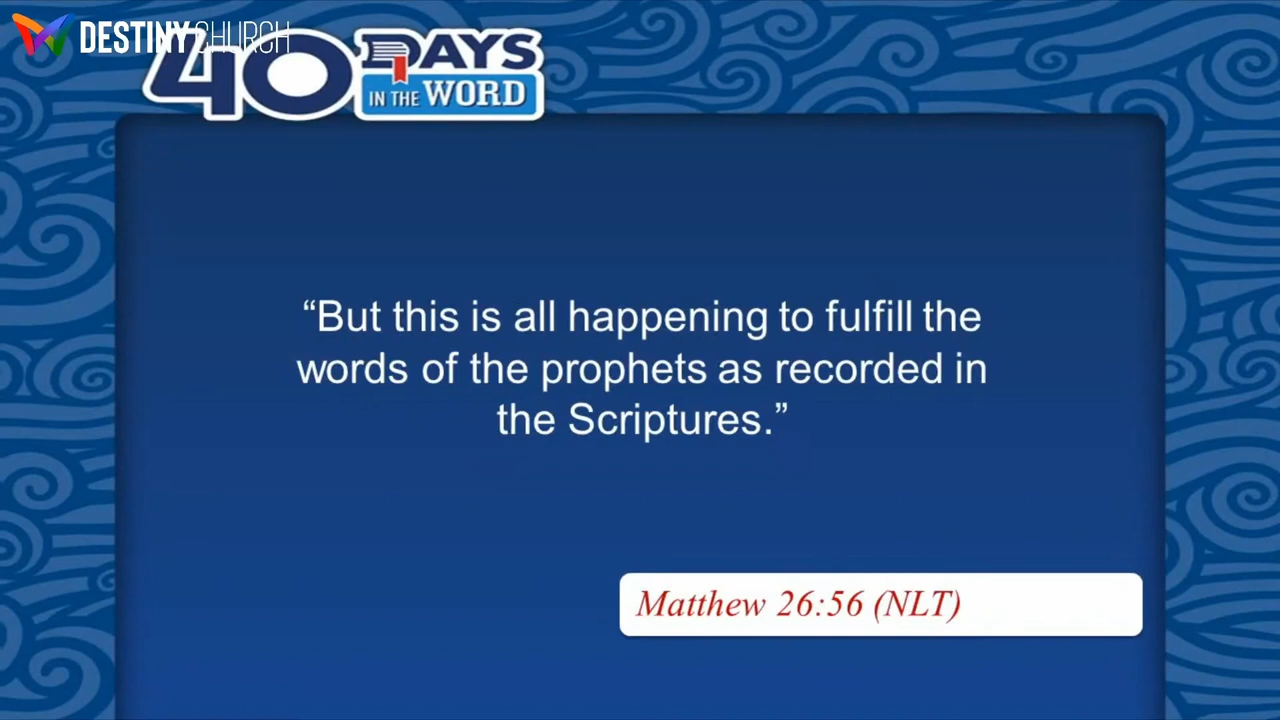 DESTINY CHURCH
40 DAYS
IN THE WORD
“But this is all happening to fulfill the
words of the prophets as recorded in
the Scriptures.”
Matthew 26:56 (NLT)